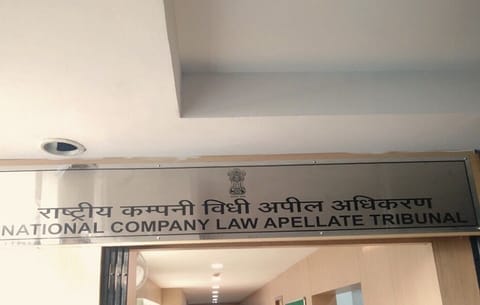 राष्ट्रीय कम्पनी विधी अपील अधिकरण
NATIONAL COMPANY LAW APELLATE TRIBUNAL